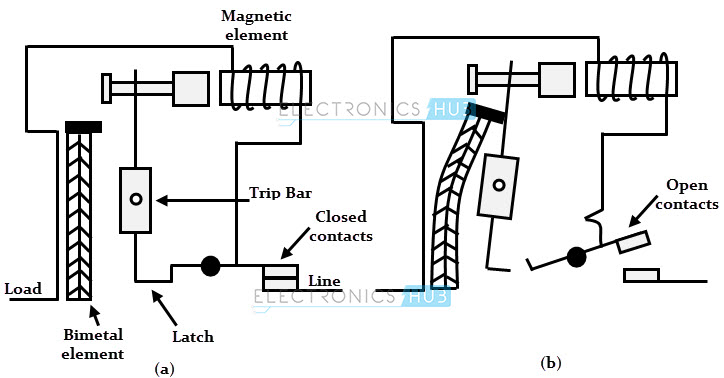 Magnetic
element
ELECTRONICS HUB
Trip Bar
Closed
contacts
Open
contacts
Load
Line
ELECTRONICS HUB
Bimetal
element
Latch
(a)
(b)